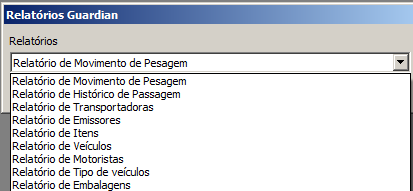 Relatórios Guardian
Relatórios
Relatório de Movimento de Pesagem
Relatório de Movimento de Pesagem
Relatório de Histórico de Passagem
Relatório de Transportadoras
Relatório de Emissores
Relatório de Itens
Relatório de Veículos
Relatório de Motoristas
Relatório de Tipo de veículos
Relatório de Embalagens